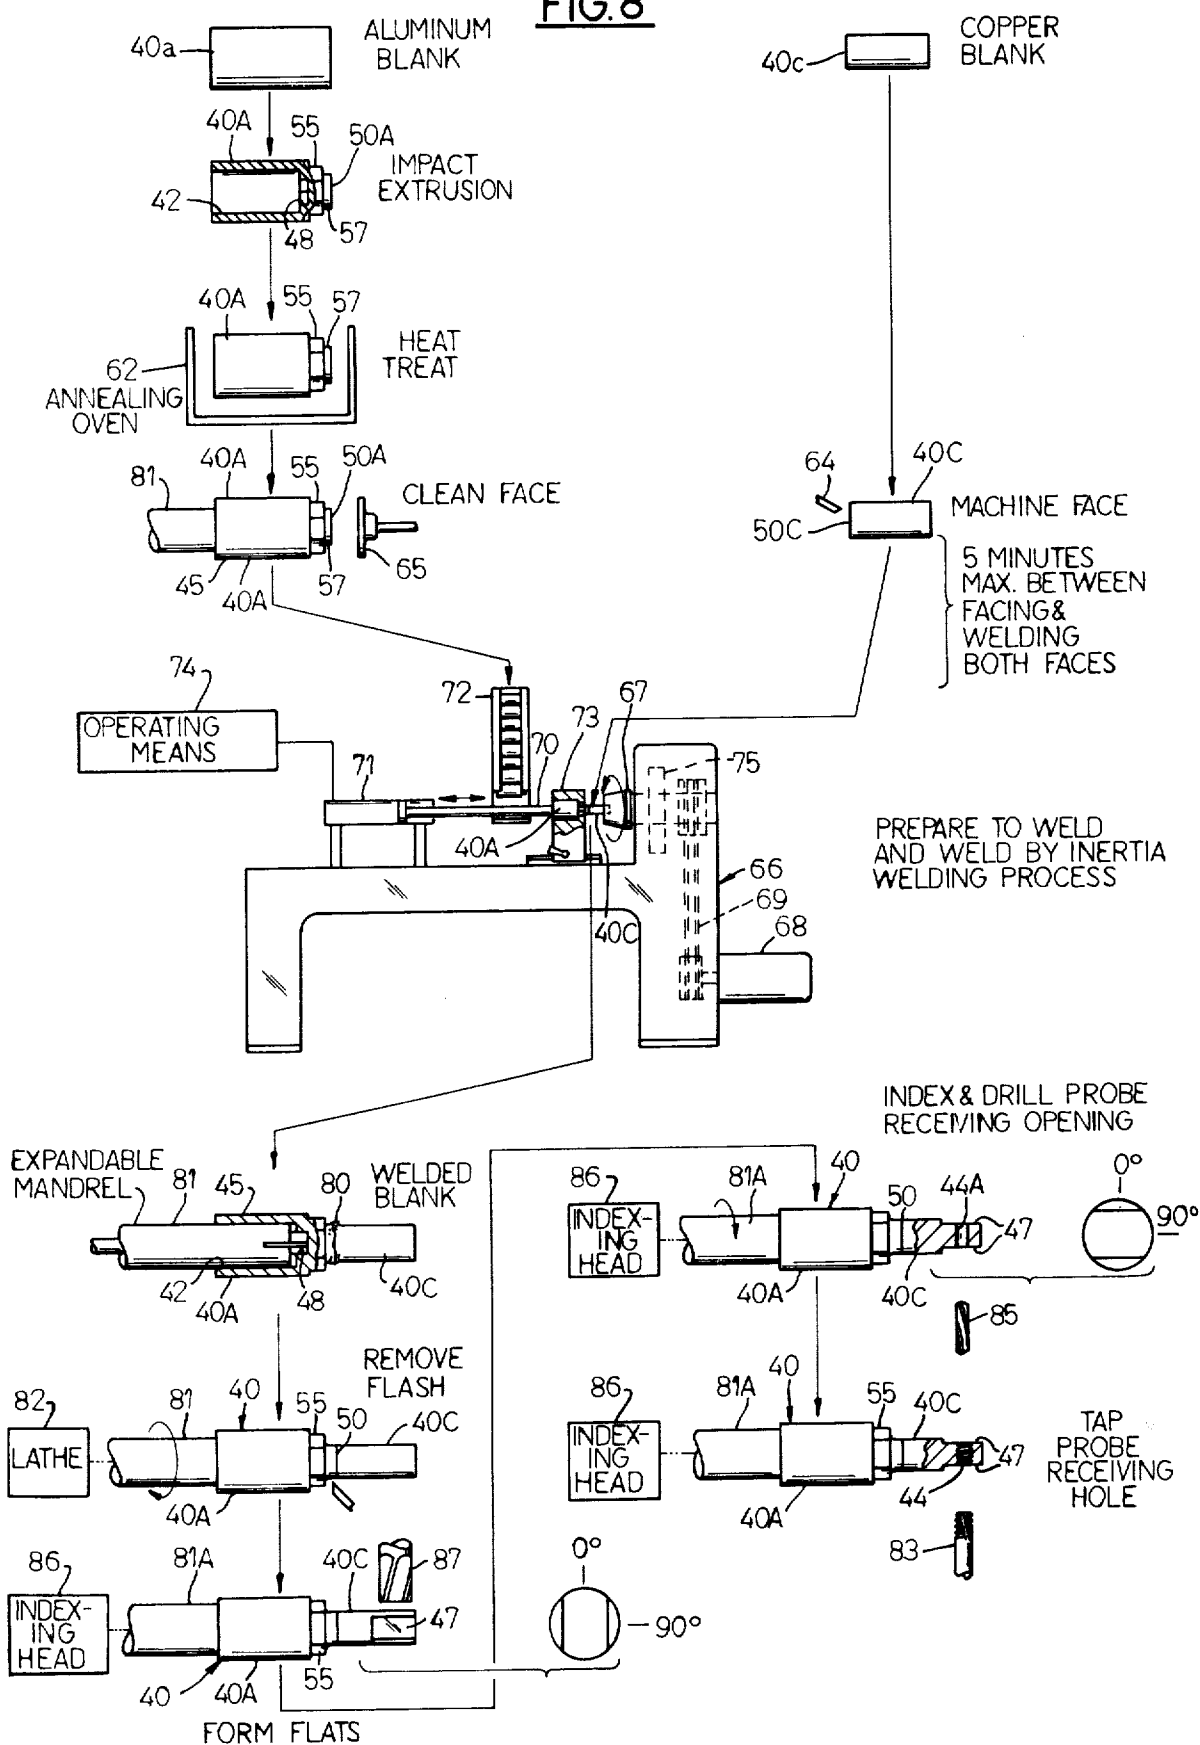 FIG. 8
ALUMINUM
BLANK
40a
COPPER
BLANK
40c
40A
55
50A
IMPACT
EXTRUSION
42
48
57
40A
55
57
HEAT
TREAT
62
ANNEALING
OVEN
81
40A
55
50A
CLEAN FACE
45
40A
57
65
64
40C
50C
MACHINE FACE
5 MINUTES
MAX. BETWEEN
FACING &
WELDING
BOTH FACES
74
OPERATING
MEANS
72
73
67
70
71
75
40A
40C
66
69
68
PREPARE TO WELD
AND WELD BY INERTIA
WELDING PROCESS
EXPANDABLE
MANDREL
81
45
80
WELDED
BLANK
42
40A
48
40C
REMOVE
FLASH
82
LATHE
81
40
55
50
40C
40A
86
INDEX-
ING
HEAD
81A
40C
87
47
40
40A
55
0°
90°
FORM FLATS
INDEX & DRILL PROBE
RECEIVING OPENING
86
INDEX-
ING
HEAD
81A
40
50
44A
47
0°
90°
40A
40C
85
86
INDEX-
ING
HEAD
81A
40
55
40C
47
40A
44
83
TAP
PROBE
RECEIVING
HOLE